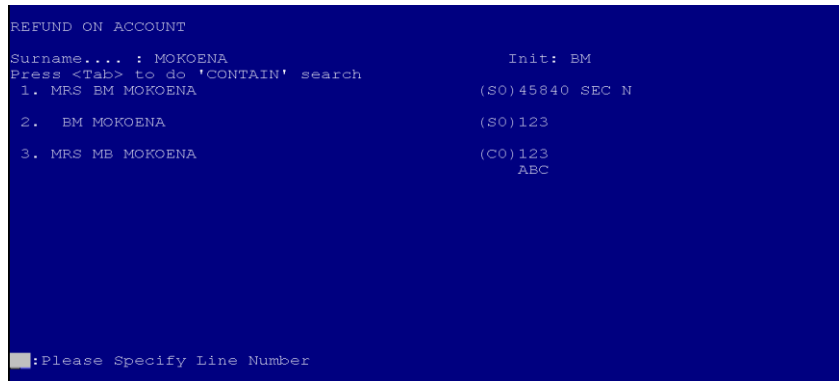 REFUND ON ACCOUNT
Surname.... : MOKOENA Init: BM
Press <Tab> to do 'CONTAIN' search
1. MRS BM MOKOENA (S0)45840 SEC N
2. BM MOKOENA (S0)123
3. MRS MB MOKOENA (C0)123
ABC
:Please Specify Line Number